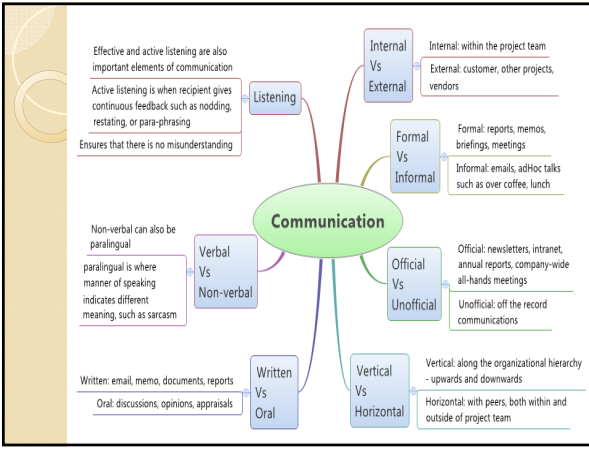 Effective and active listening are also
important elements of communication
Active listening is when recipient gives
continuous feedback such as nodding,
restating, or para-phrasing
Ensures that there is no misunderstanding
Listening
Internal
Vs
External
Internal: within the project team
External: customer, other projects,
vendors
Formal
Vs
Informal
Formal: reports, memos,
briefings, meetings
Informal: emails, adHoc talks
such as over coffee, lunch
Communication
Non-verbal can also be
paralingual
paralingual is where
manner of speaking
indicates different
meaning, such as sarcasm
Verbal
Vs
Non-verbal
Official
Vs
Unofficial
Official: newsletters, intranet,
annual reports, company-wide
all-hands meetings
Unofficial: off the record
communications
Written: email, memo, documents, reports
Oral: discussions, opinions, appraisals
Written
Vs
Oral
Vertical
Vs
Horizontal
Vertical: along the organizational hierarchy
- upwards and downwards
Horizontal: with peers, both within and
outside of project team